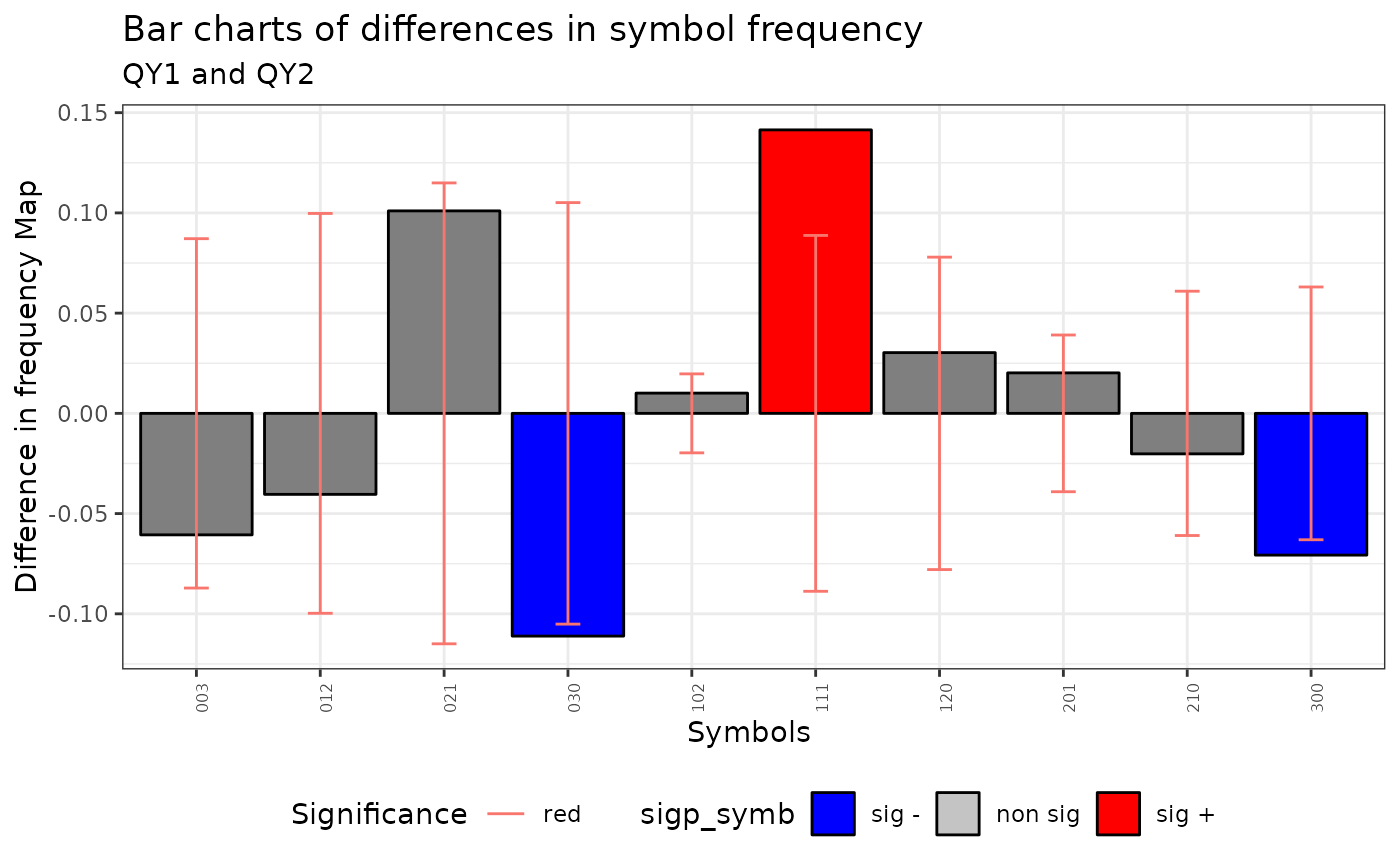 Bar charts of differences in symbol frequency
QY1 and QY2
Difference in frequency Map
0.15
0.10
0.05
0.00
-0.05
-0.10
003 012 021 030 102 111 120 201 210 300
Symbols
Significance red sigp_symb sig - non sig sig +